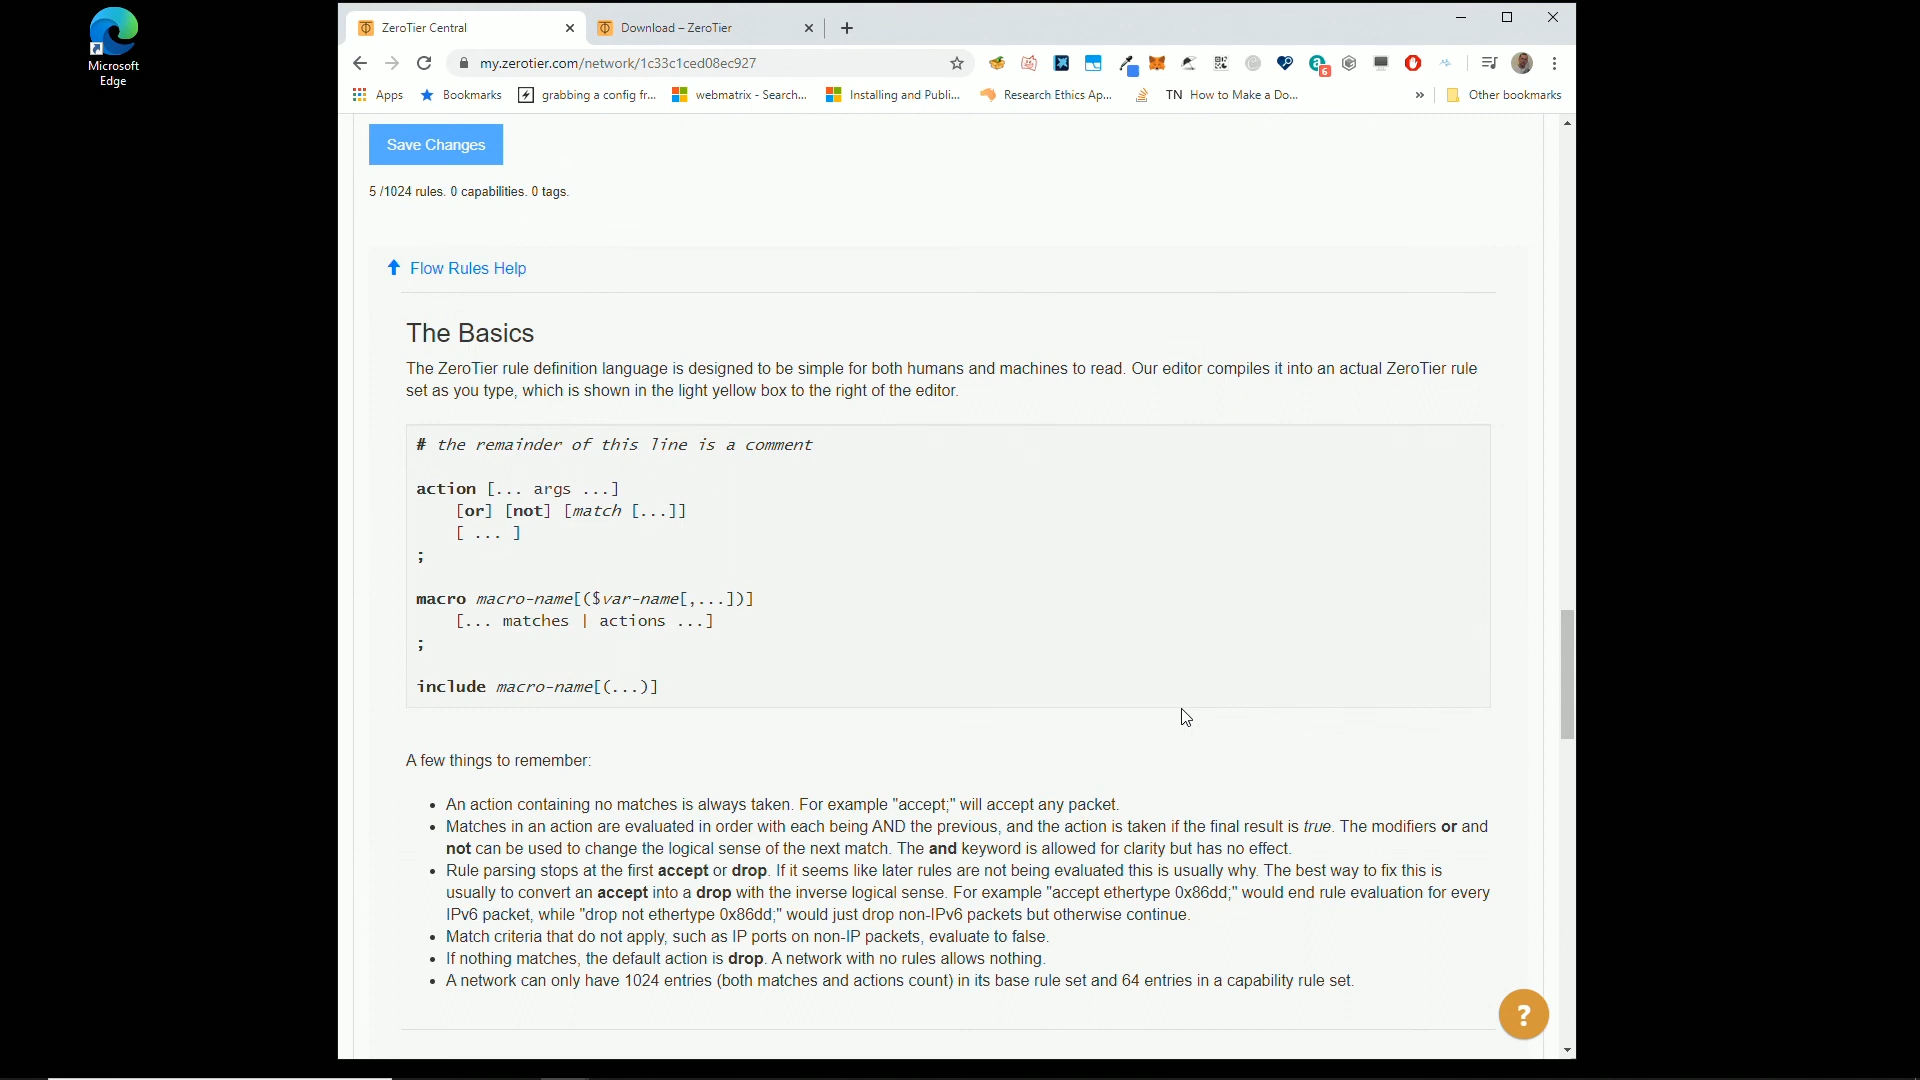 Microsoft
Edge
ZeroTier Central
Download – ZeroTier
my.zerotier.com/network/1c33c1ced08ec927
6
Apps
Bookmarks
grabbing a config fr...
webmatrix - Search...
Installing and Publi...
Research Ethics Ap...
TN How to Make a Do...
»
Other bookmarks
Save Changes
5 /1024 rules. 0 capabilities. 0 tags.
Flow Rules Help
The Basics
The ZeroTier rule definition language is designed to be simple for both humans and machines to read. Our editor compiles it into an actual ZeroTier rule
set as you type, which is shown in the light yellow box to the right of the editor.
# the remainder of this line is a comment
action [... args ...]
[or] [not] [match [...]]
[ ... ]
;
macro macro-name[($var-name[,...])]
[... matches | actions ...]
;
include macro-name[(...)]
A few things to remember:
• An action containing no matches is always taken. For example "accept;" will accept any packet.
• Matches in an action are evaluated in order with each being AND the previous, and the action is taken if the final result is true. The modifiers or and
not can be used to change the logical sense of the next match. The and keyword is allowed for clarity but has no effect.
• Rule parsing stops at the first accept or drop. If it seems like later rules are not being evaluated this is usually why. The best way to fix this is
usually to convert an accept into a drop with the inverse logical sense. For example "accept ethertype 0x86dd;" would end rule evaluation for every
IPv6 packet, while "drop not ethertype 0x86dd;" would just drop non-IPv6 packets but otherwise continue.
• Match criteria that do not apply, such as IP ports on non-IP packets, evaluate to false.
• If nothing matches, the default action is drop. A network with no rules allows nothing.
• A network can only have 1024 entries (both matches and actions count) in its base rule set and 64 entries in a capability rule set.
?